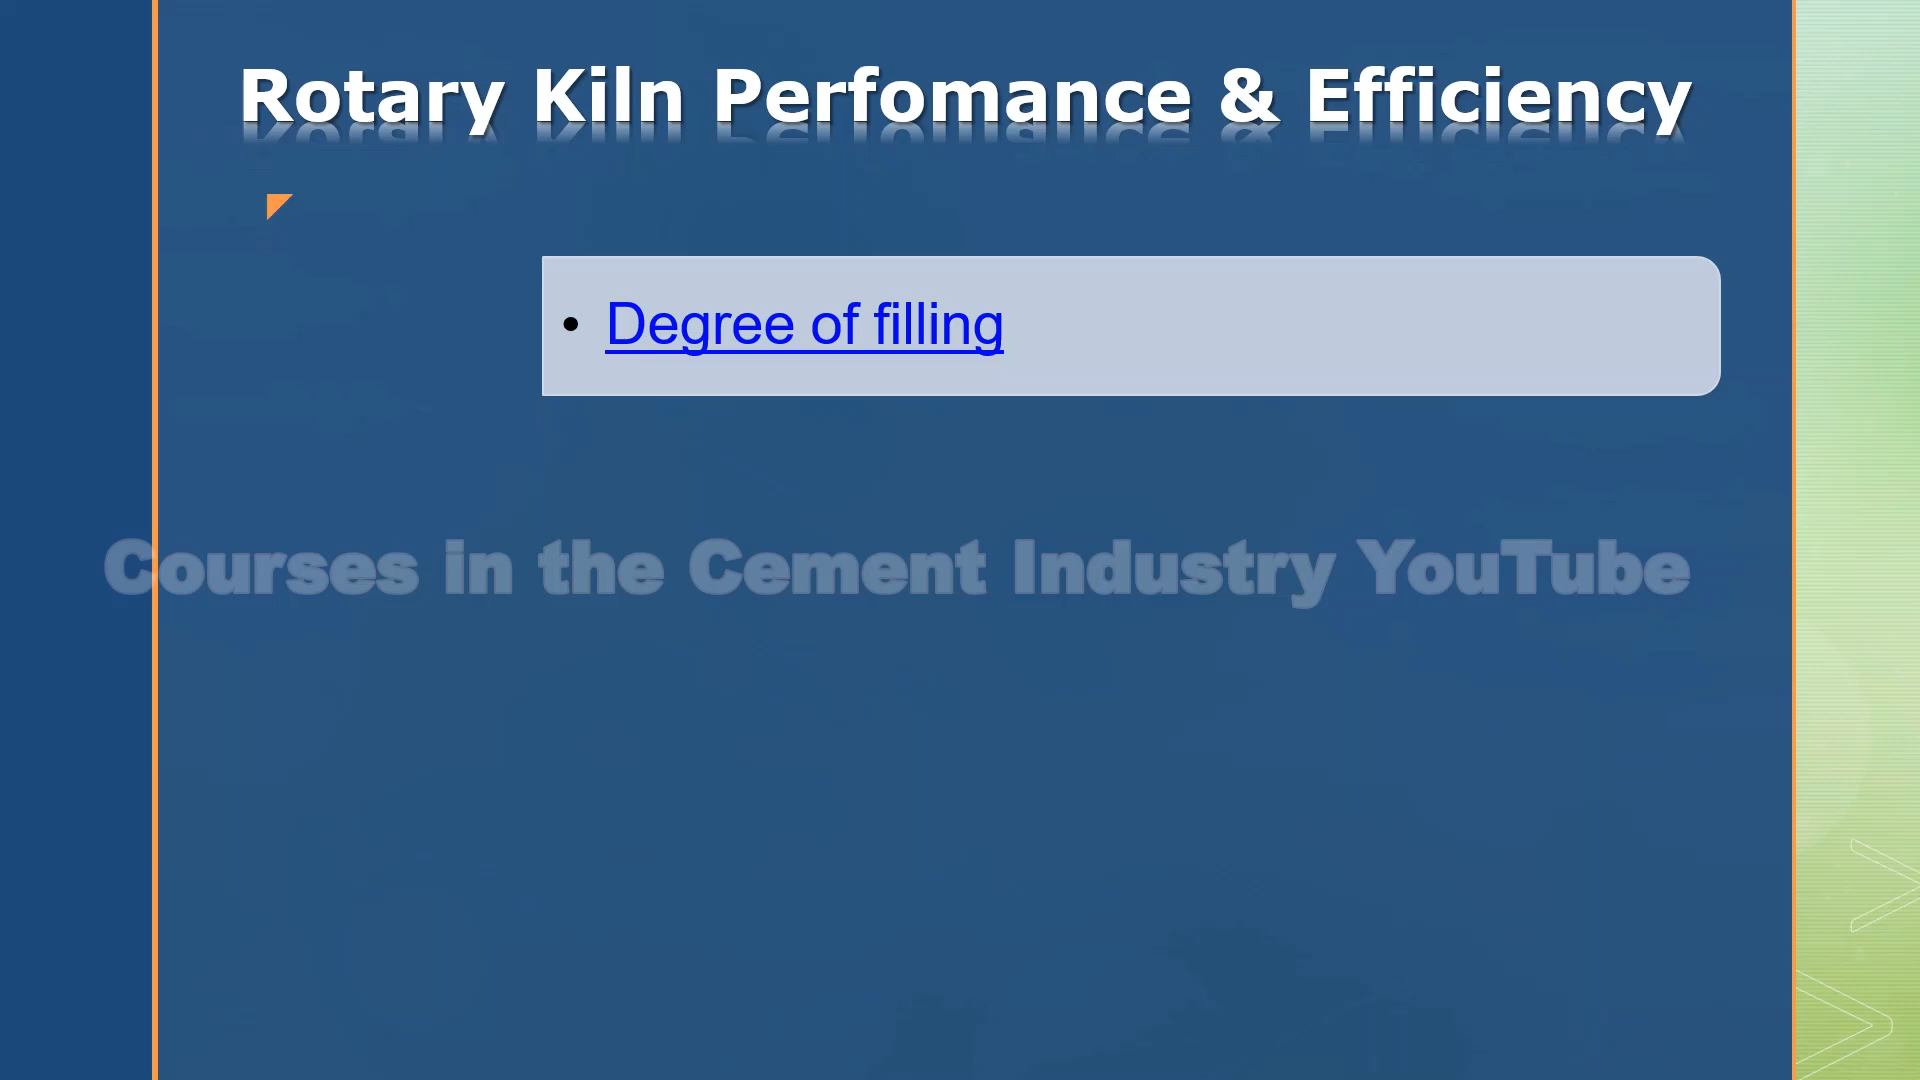 Rotary Kiln Perfomance & Efficiency
• Degree of filling
Courses in the Cement Industry YouTube